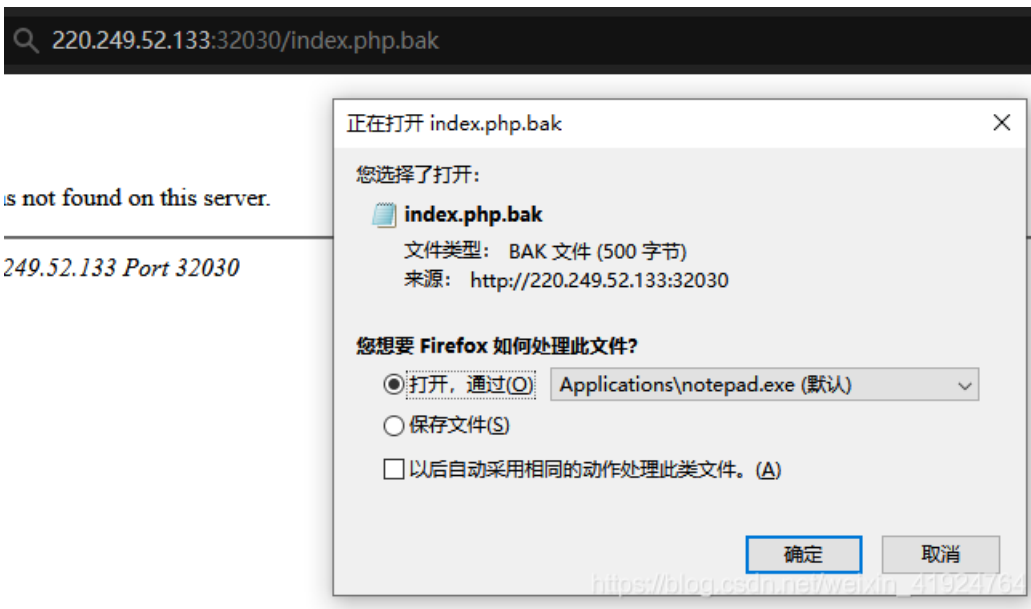 220.249.52.133:32030/index.php.bak
正在打开 index.php.bak
您选择了打开:
index.php.bak
文件类型: BAK 文件 (500 字节)
来源: http://220.249.52.133:32030
s not found on this server.
249.52.133 Port 32030
您想要 Firefox 如何处理此文件?
打开，通过(O) Applications\notepad.exe (默认)
保存文件(S)
以后自动采用相同的动作处理此类文件。(A)
确定 取消
https://blog.csdn.net/weixin_41924764